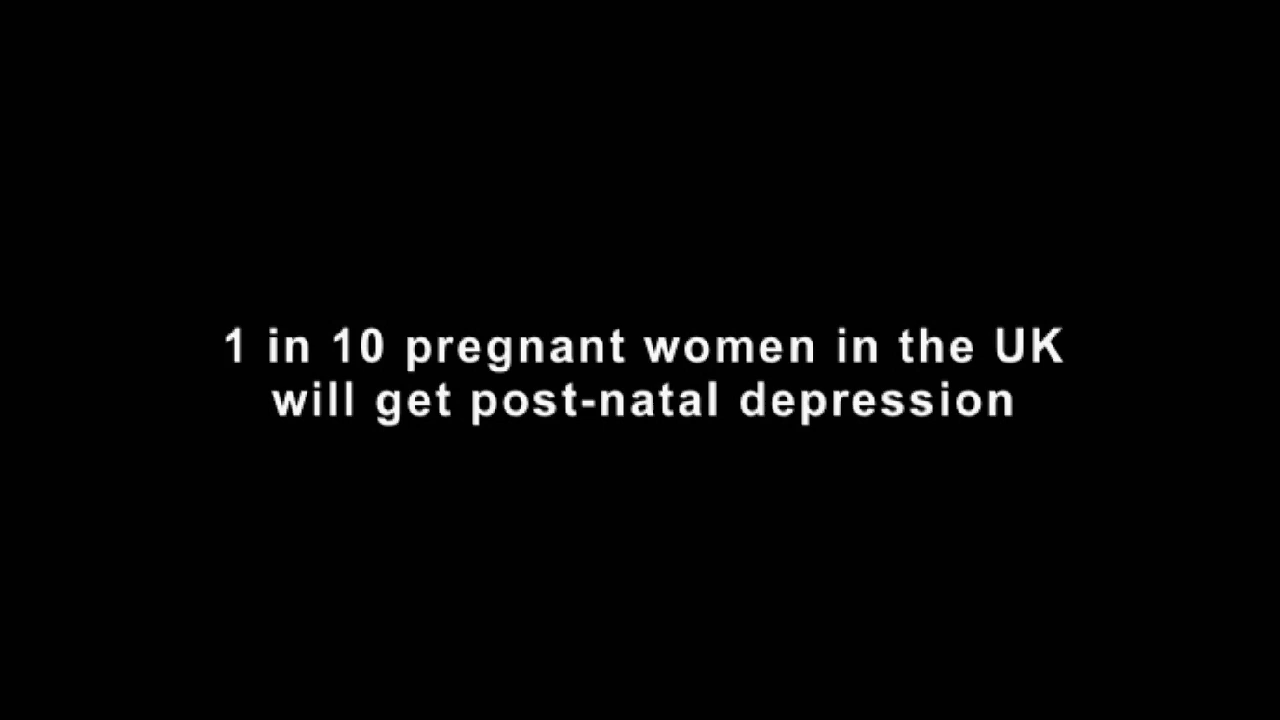 1 in 10 pregnant women in the UK
will get post-natal depression